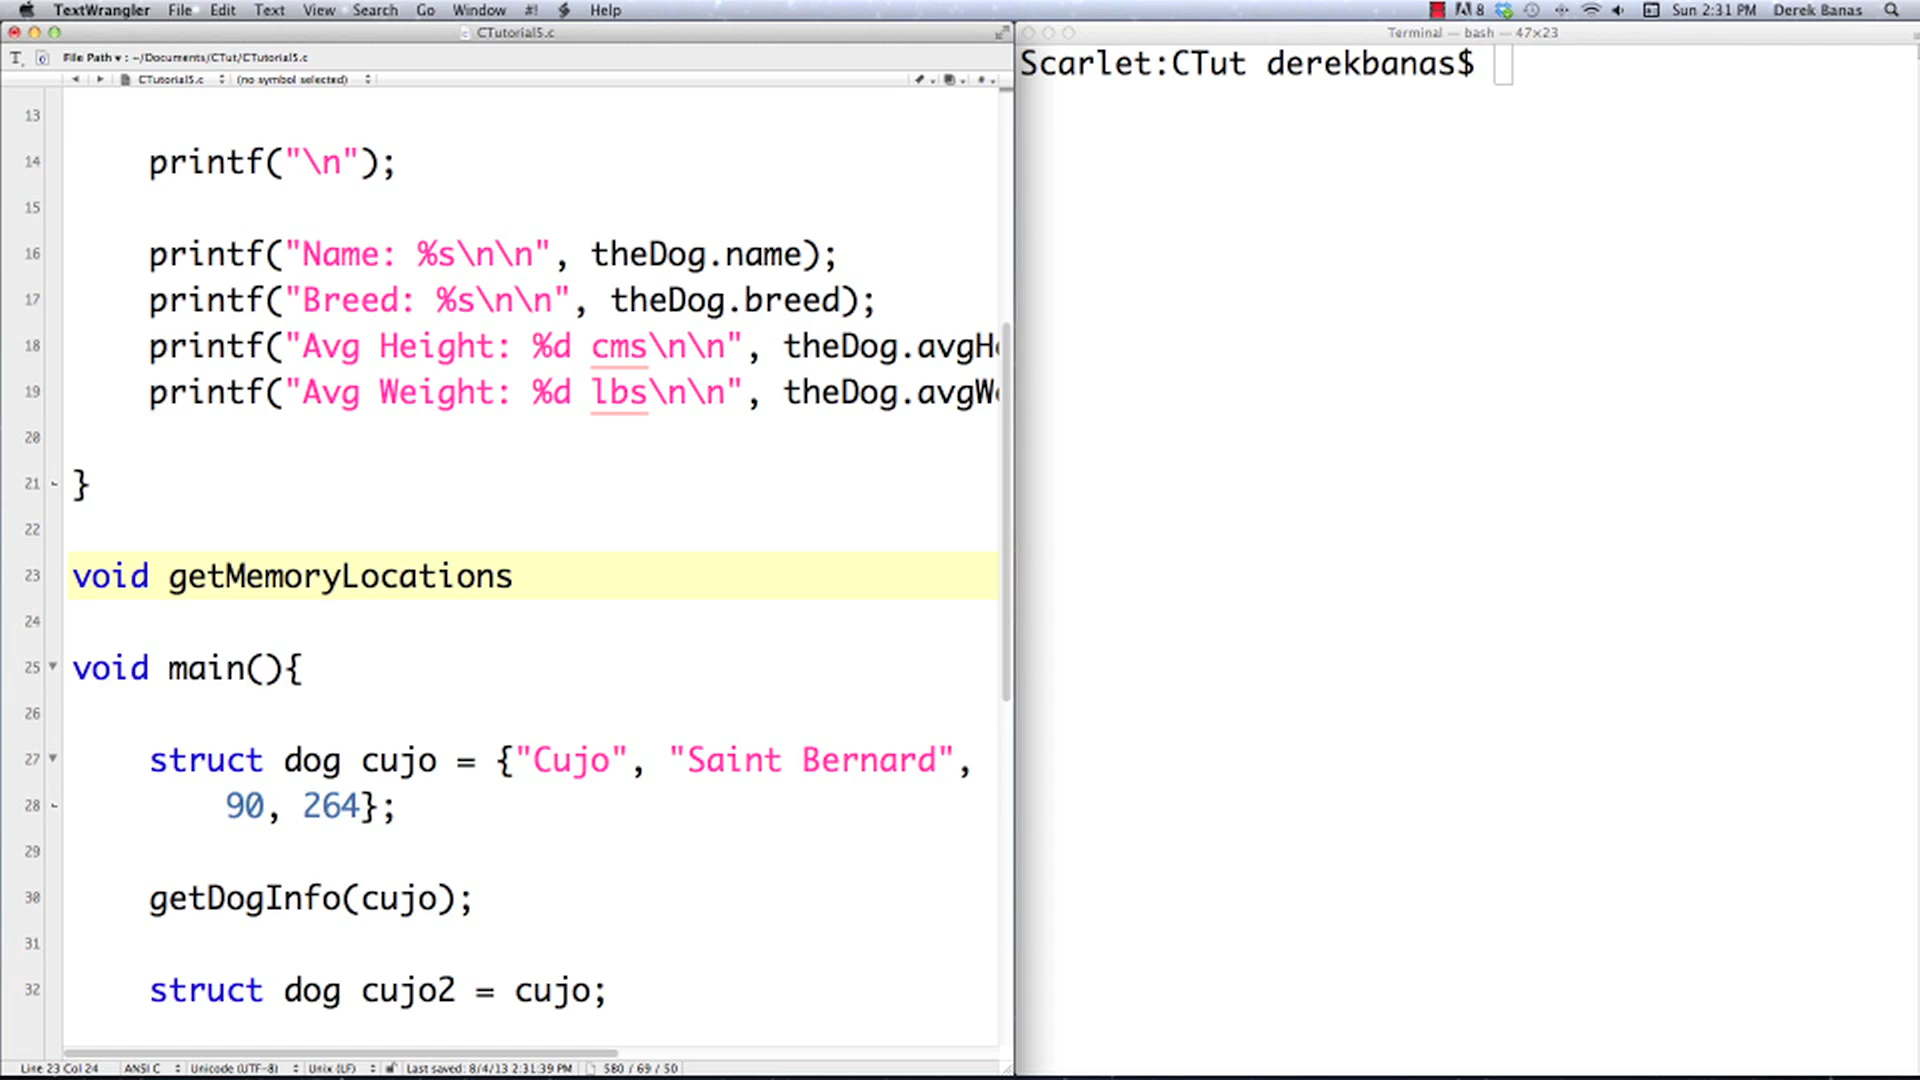 TextWrangler File Edit Text View Search Go Window #! Help 8 Sun 2:31 PM Derek Banas
CTutorial5.c
File Path ▾ : ~/Documents/CTut/CTutorial5.c
CTutorial5.c (no symbol selected)
13
14 printf("\n");
15
16 printf("Name: %s\n\n", theDog.name);
17 printf("Breed: %s\n\n", theDog.breed);
18 printf("Avg Height: %d cms\n\n", theDog.avgH
19 printf("Avg Weight: %d lbs\n\n", theDog.avgW
20
21 }
22
23 void getMemoryLocations
24
25 void main(){
26
27 struct dog cujo = {"Cujo", "Saint Bernard",
28 90, 264};
29
30 getDogInfo(cujo);
31
32 struct dog cujo2 = cujo;
Line 23 Col 24 ANSI C Unicode (UTF-8) Unix (LF) Last saved: 8/4/13 2:31:39 PM 580 / 69 / 50
Terminal — bash — 47×23
Scarlet:CTut derekbanas$